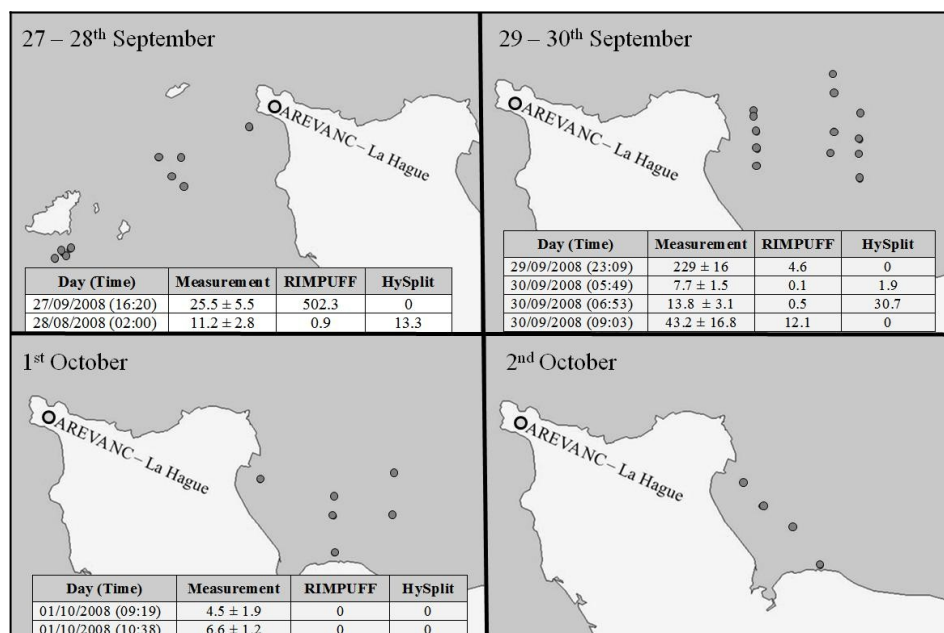 27 – 28th September
AREVANC – La Hague
Day (Time) Measurement RIMPUFF HySplit
27/09/2008 (16:20) 25.5 ± 5.5 502.3 0
28/08/2008 (02:00) 11.2 ± 2.8 0.9 13.3
29 – 30th September
AREVANC – La Hague
Day (Time) Measurement RIMPUFF HySplit
29/09/2008 (23:09) 229 ± 16 4.6 0
30/09/2008 (05:49) 7.7 ± 1.5 0.1 1.9
30/09/2008 (06:53) 13.8 ± 3.1 0.5 30.7
30/09/2008 (09:03) 43.2 ± 16.8 12.1 0
1st October
AREVANC – La Hague
Day (Time) Measurement RIMPUFF HySplit
01/10/2008 (09:19) 4.5 ± 1.9 0 0
01/10/2008 (10:38) 6.6 ± 1.2 0 0
2nd October
AREVANC – La Hague